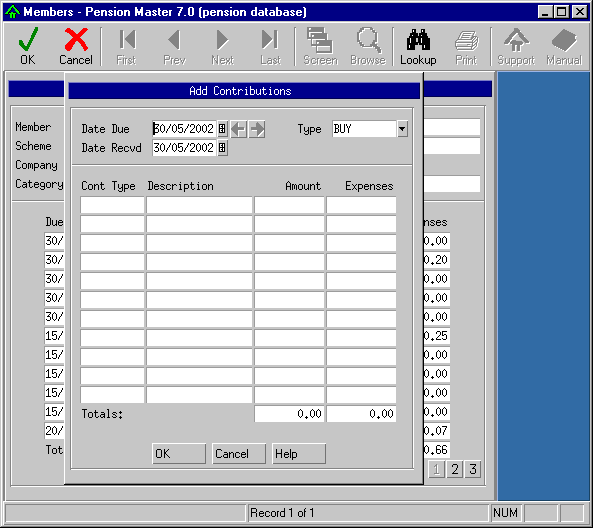 Members - Pension Master 7.0 (pension database)
OK Cancel First Prev Next Last Screen Browse Lookup Print Support Manual
Add Contributions
Member
Scheme
Company
Category
Date Due 30/05/2002 Type BUY
Date Recvd 30/05/2002
Cont Type Description Amount Expenses
Due nses
30/ 0.00
30/ 0.20
30/ 0.00
30/ 0.00
30/ 0.00
15/ 0.25
15/ 0.00
15/ 0.00
15/ 0.00
15/ 0.00
20/ 0.07
Totals: 0.00 0.00
Tot 0.66
OK Cancel Help
1 2 3
Record 1 of 1 NUM